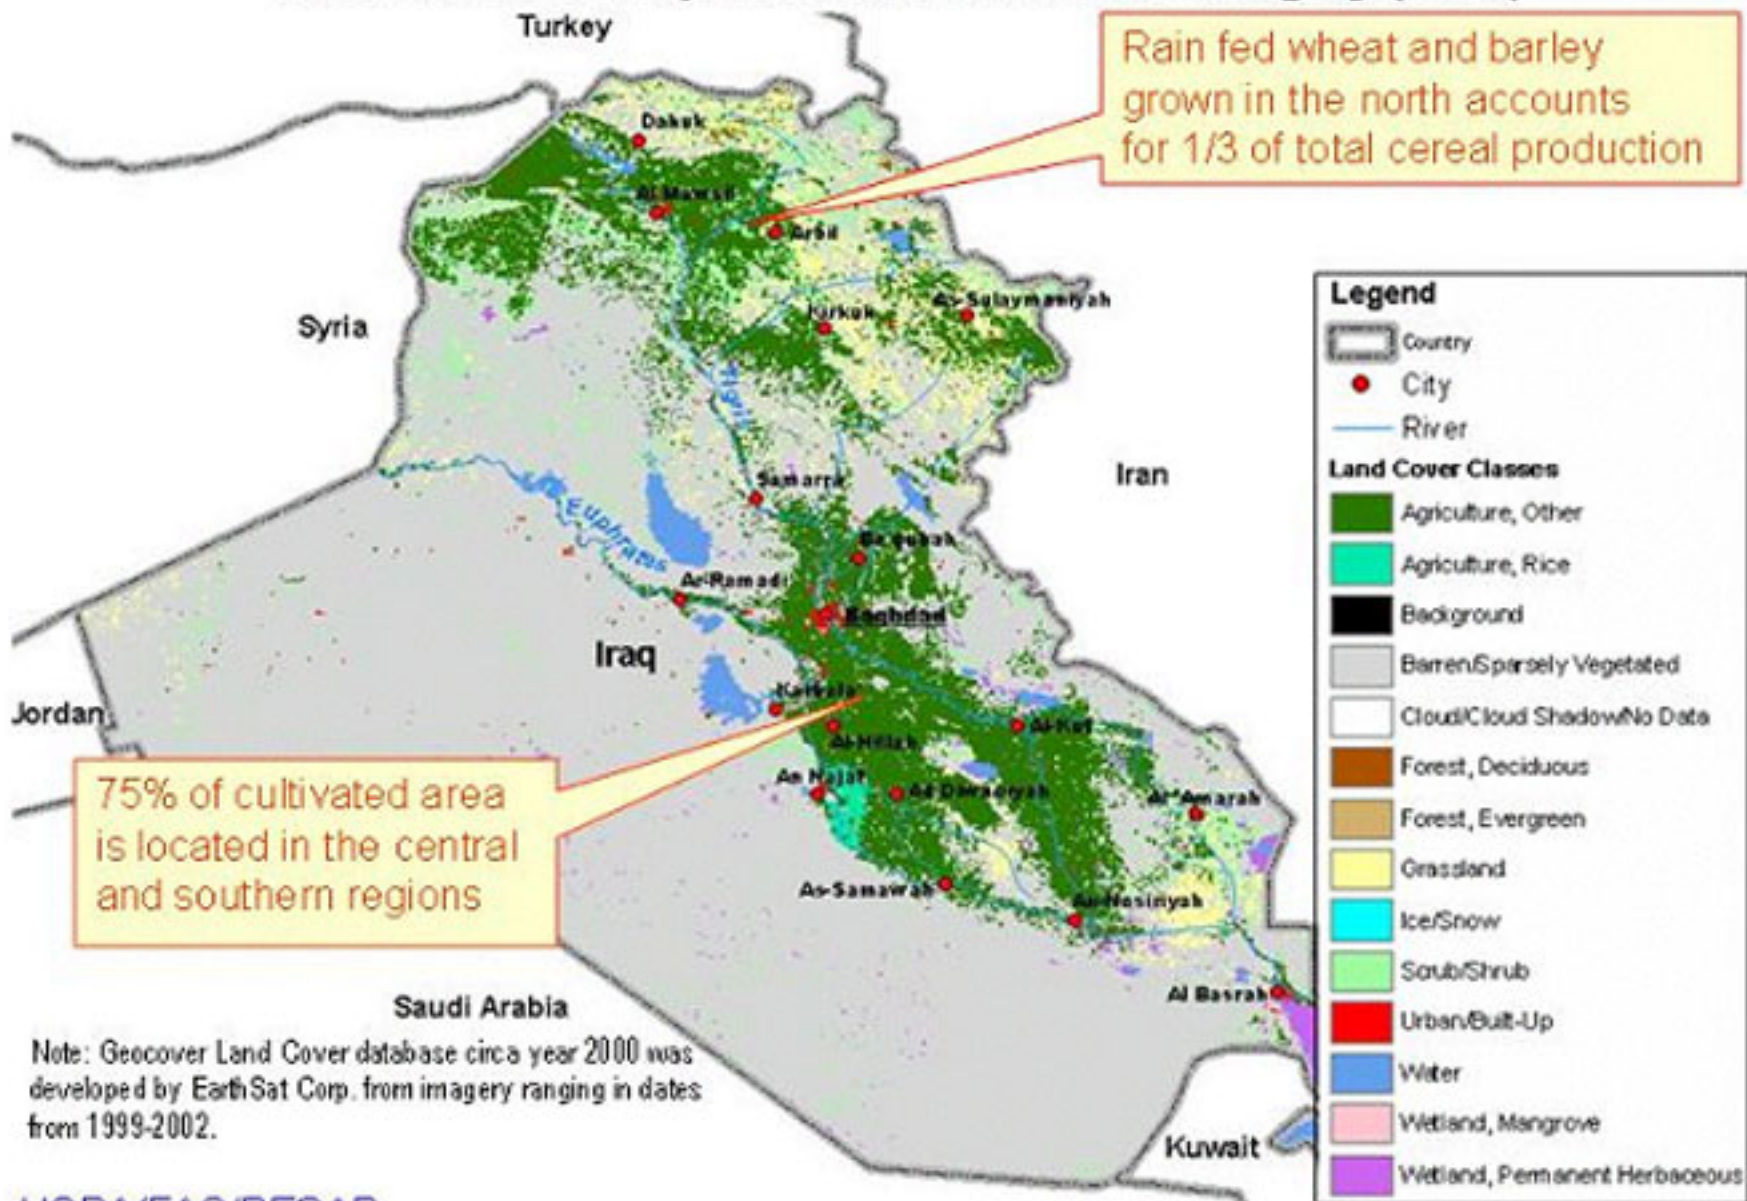 Turkey
Rain fed wheat and barley
grown in the north accounts
for 1/3 of total cereal production
Dahuk
Al Mawsil
Arbil
Syria
Kirkuk
As-Sulaymaniyah
Tigris
Iran
Samarra
Euphrates
Ba qubah
Ar-Ramadi
Baghdad
Iraq
Jordan
Karbala
Al-Kut
Al-Hillah
75% of cultivated area
is located in the central
and southern regions
An Najaf
Ad Diwaniyah
Al'Amarah
As-Samawah
An-Nasiriyah
Al Basrah
Saudi Arabia
Kuwait
Note: Geocover Land Cover database circa year 2000 was
developed by EarthSat Corp. from imagery ranging in dates
from 1999-2002.
Legend
Country
City
River
Land Cover Classes
Agriculture, Other
Agriculture, Rice
Background
Barren/Sparsely Vegetated
Cloud/Cloud Shadow/No Data
Forest, Deciduous
Forest, Evergreen
Grassland
Ice/Snow
Scrub/Shrub
Urban/Built-Up
Water
Wetland, Mangrove
Wetland, Permanent Herbaceous